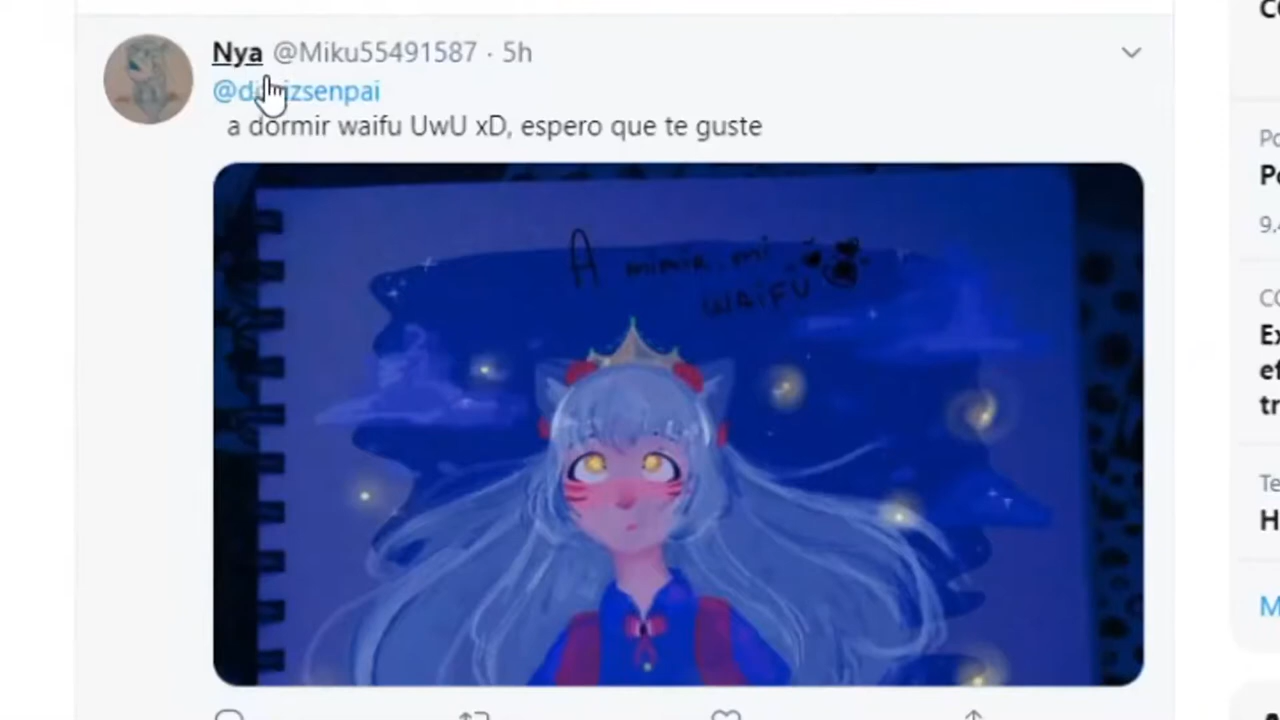 Nya @Miku55491587 · 5h
a dormir waifu UwU xD, espero que te guste
A mimir mi
WAIFU